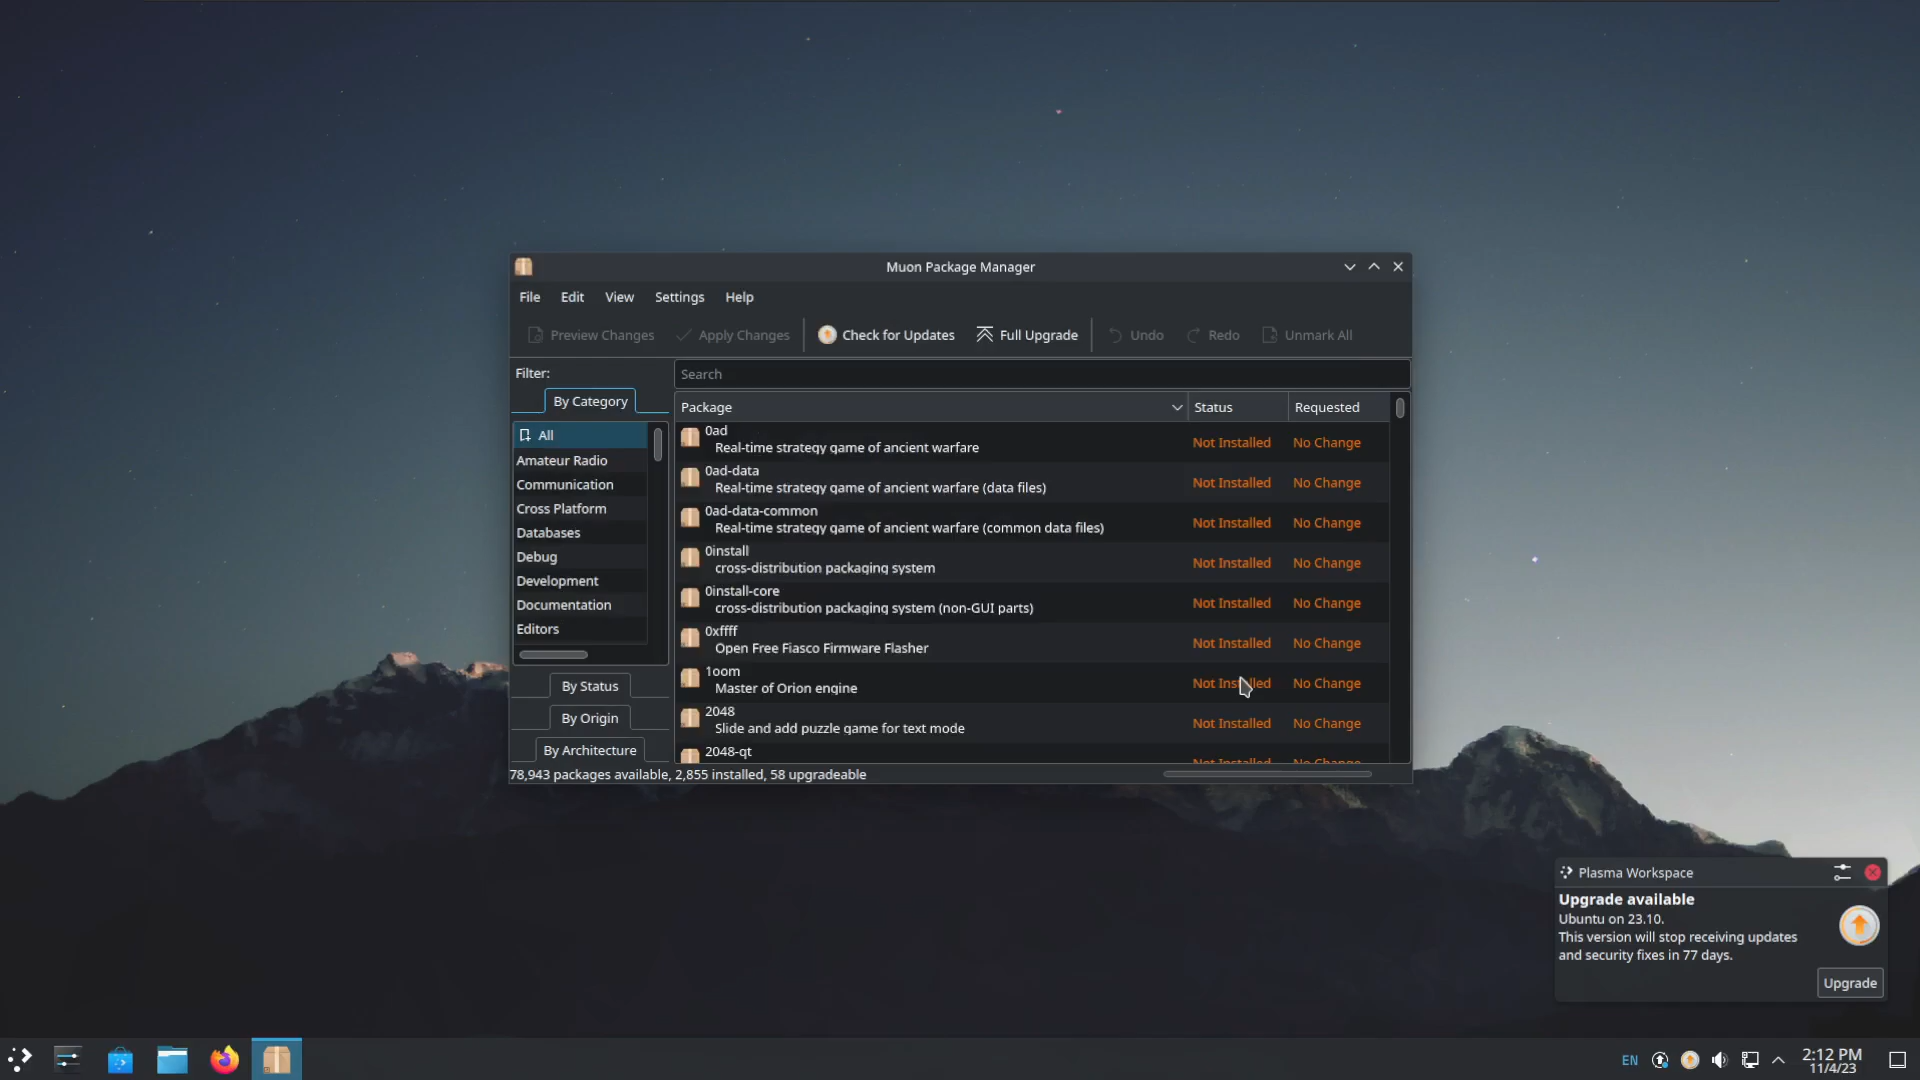 Muon Package Manager
File Edit View Settings Help
Preview Changes Apply Changes Check for Updates Full Upgrade Undo Redo Unmark All
Filter:
Search
By Category
All
Amateur Radio
Communication
Cross Platform
Databases
Debug
Development
Documentation
Editors
By Status
By Origin
By Architecture
Package Status Requested
0ad
Real-time strategy game of ancient warfare
Not Installed No Change
0ad-data
Real-time strategy game of ancient warfare (data files)
Not Installed No Change
0ad-data-common
Real-time strategy game of ancient warfare (common data files)
Not Installed No Change
0install
cross-distribution packaging system
Not Installed No Change
0install-core
cross-distribution packaging system (non-GUI parts)
Not Installed No Change
0xffff
Open Free Fiasco Firmware Flasher
Not Installed No Change
1oom
Master of Orion engine
Not Installed No Change
2048
Slide and add puzzle game for text mode
Not Installed No Change
2048-qt
Not Installed No Change
78,943 packages available, 2,855 installed, 58 upgradeable
Plasma Workspace
Upgrade available
Ubuntu on 23.10.
This version will stop receiving updates
and security fixes in 77 days.
Upgrade
EN
2:12 PM
11/4/23